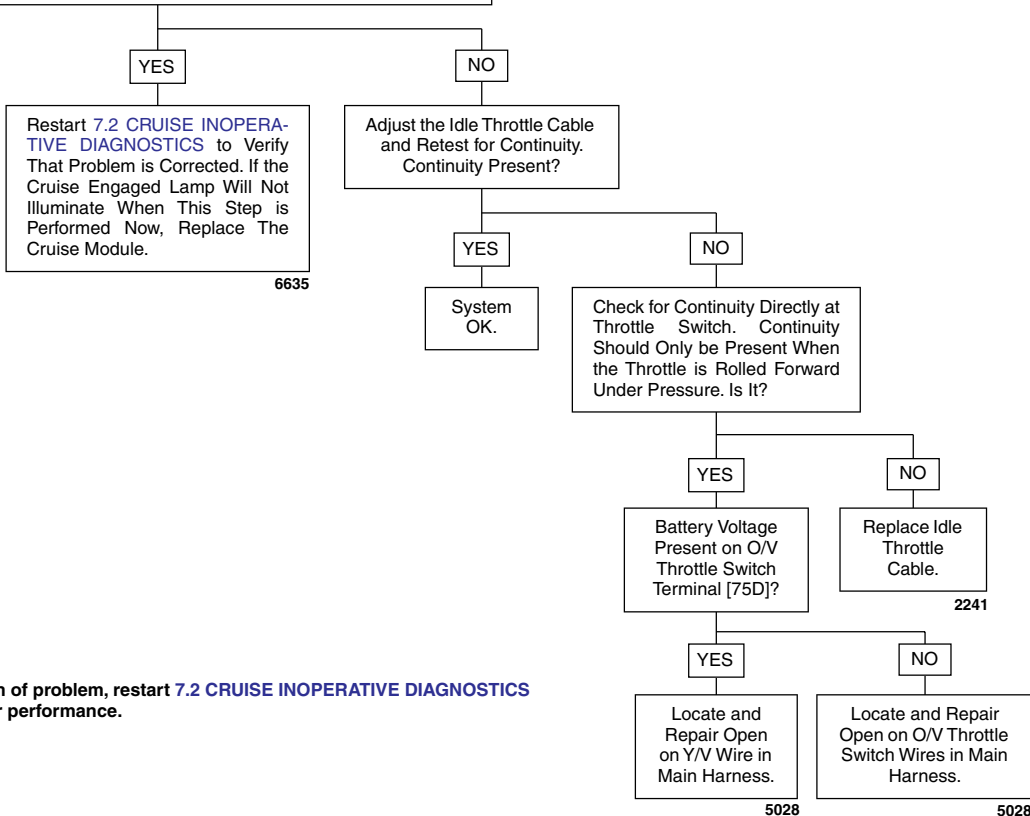 YES
NO
Restart 7.2 CRUISE INOPERA-
TIVE DIAGNOSTICS to Verify
That Problem is Corrected. If the
Cruise Engaged Lamp Will Not
Illuminate When This Step is
Performed Now, Replace The
Cruise Module.
6635
Adjust the Idle Throttle Cable
and Retest for Continuity.
Continuity Present?
YES
NO
System
OK.
Check for Continuity Directly at
Throttle Switch. Continuity
Should Only be Present When
the Throttle is Rolled Forward
Under Pressure. Is It?
YES
NO
Battery Voltage
Present on O/V
Throttle Switch
Terminal [75D]?
Replace Idle
Throttle
Cable.
2241
YES
NO
of problem, restart 7.2 CRUISE INOPERATIVE DIAGNOSTICS
performance.
Locate and
Repair Open
on Y/V Wire in
Main Harness.
5028
Locate and Repair
Open on O/V Throttle
Switch Wires in Main
Harness.
5028